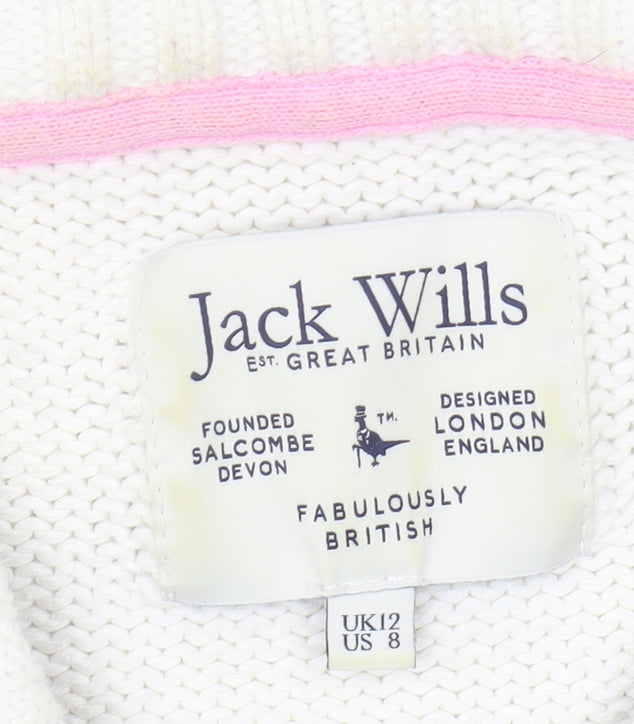 Jack Wills
EST. GREAT BRITAIN
FOUNDED
SALCOMBE
DEVON
TM.
DESIGNED
LONDON
ENGLAND
FABULOUSLY
BRITISH
UK12
US 8